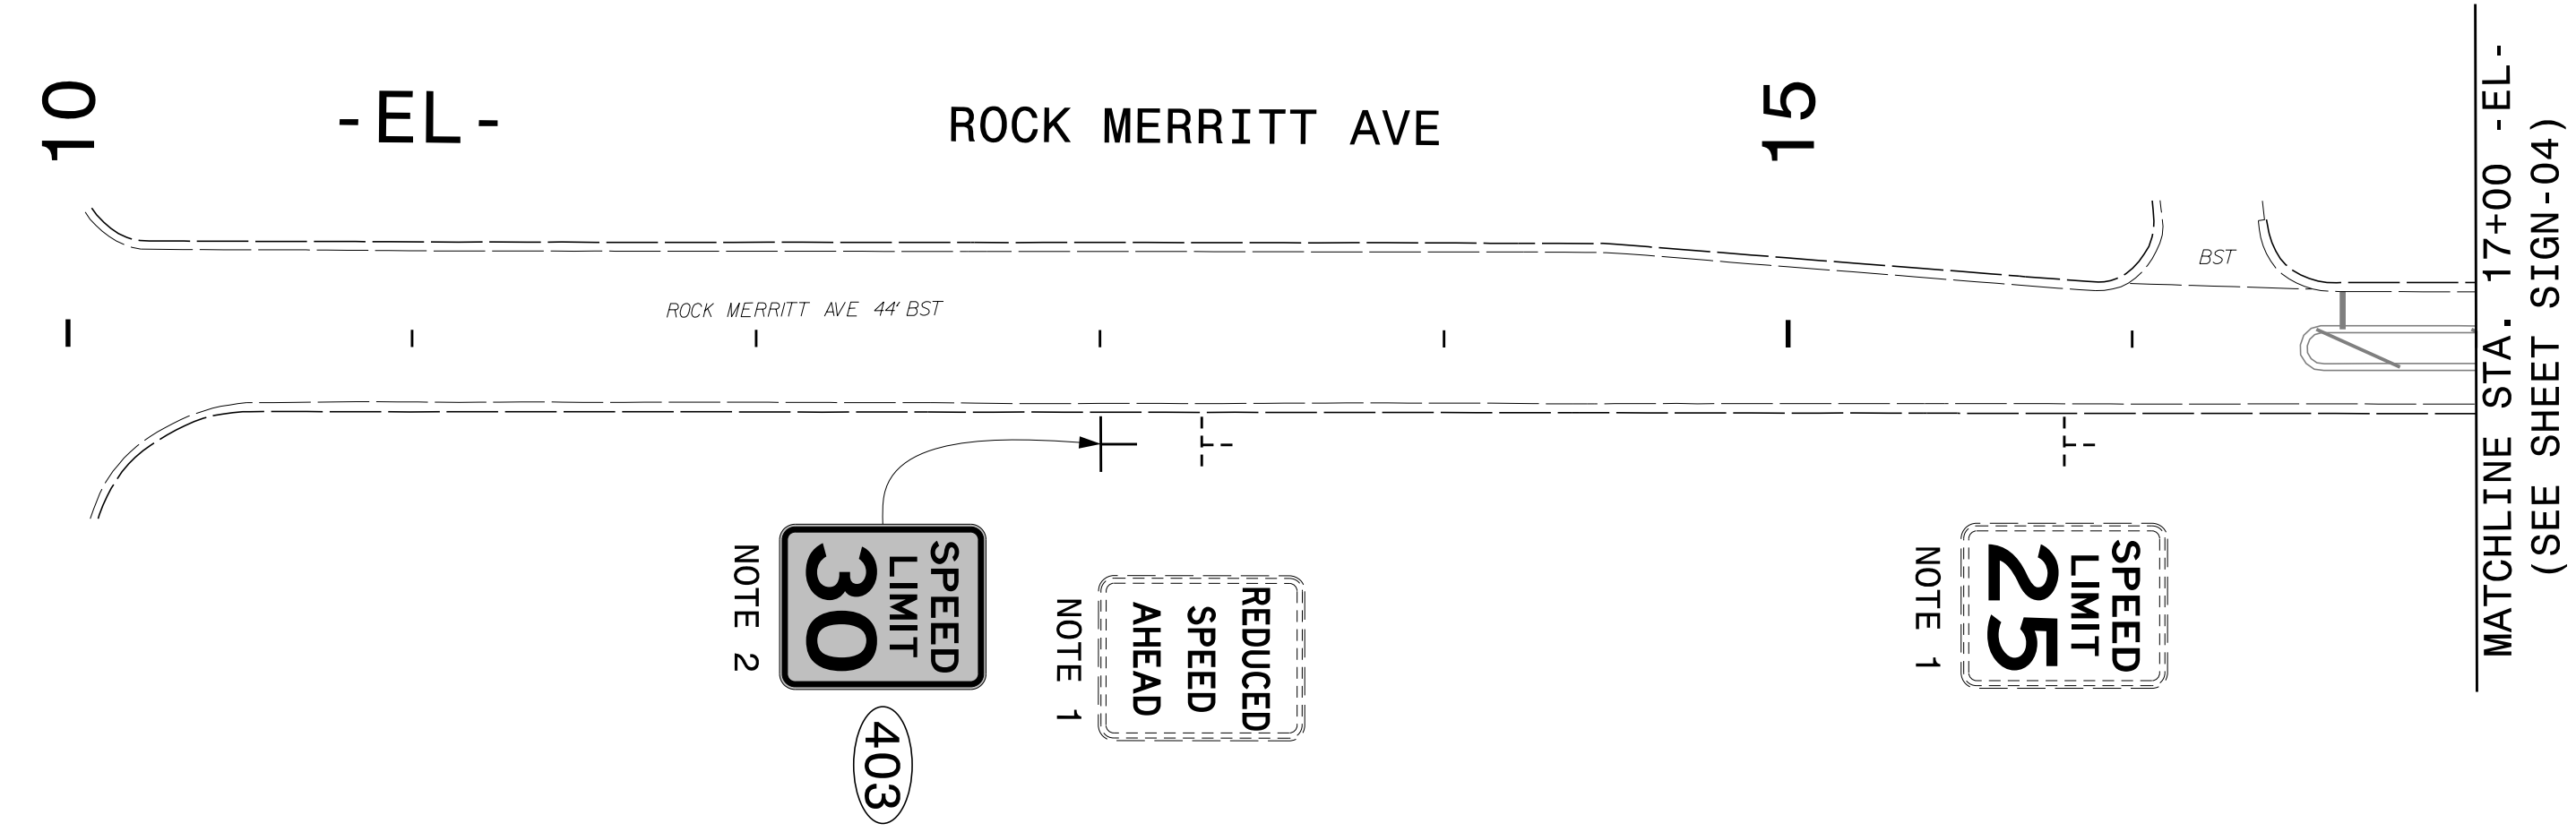 10
-EL-
ROCK MERRITT AVE
15
BST
ROCK MERRITT AVE 44' BST
NOTE 2
SPEED
LIMIT
30
403
NOTE 1
REDUCED
SPEED
AHEAD
NOTE 1
SPEED
LIMIT
25
MATCHLINE STA. 17+00 -EL-
(SEE SHEET SIGN-04)